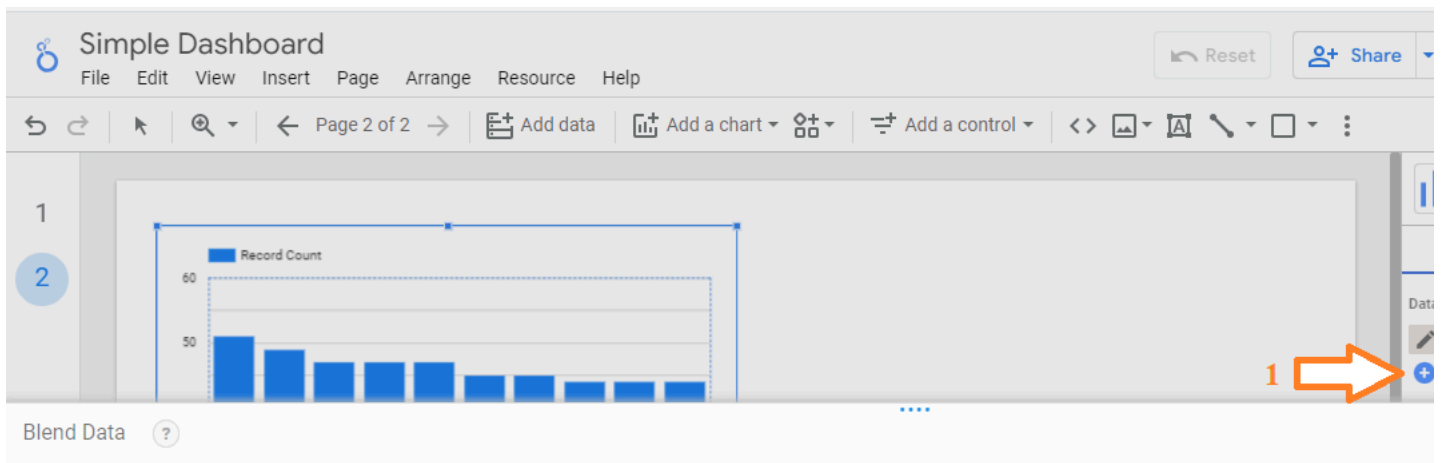 Simple Dashboard
Reset
Share
File Edit View Insert Page Arrange Resource Help
Page 2 of 2 Add data Add a chart Add a control
A
1
2
Record Count
60
50
Data
1
Blend Data ?